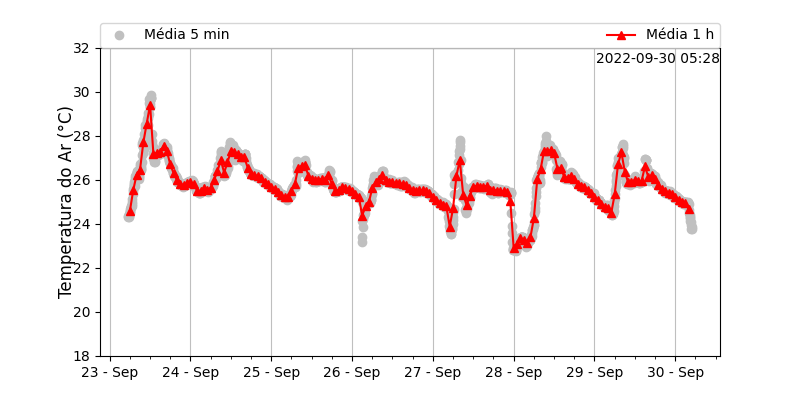 Média 5 min
Média 1 h
2022-09-30 05:28
Temperatura do Ar (°C)
32
30
28
26
24
22
20
18
23 - Sep
24 - Sep
25 - Sep
26 - Sep
27 - Sep
28 - Sep
29 - Sep
30 - Sep